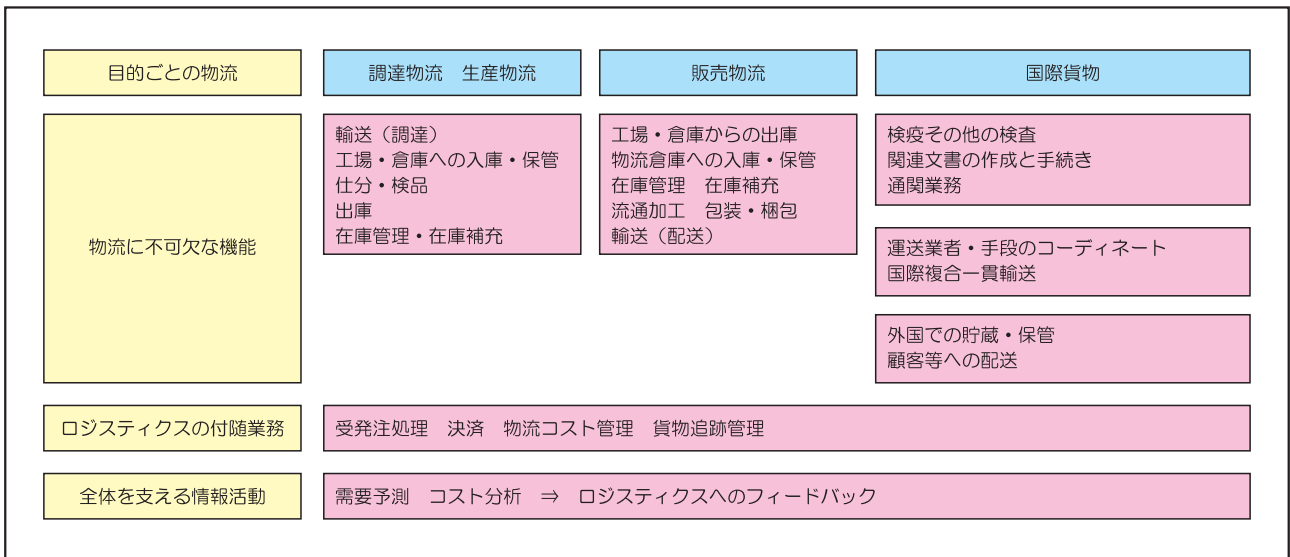 目的ごとの物流
調達物流　生産物流
販売物流
国際貨物
物流に不可欠な機能
輸送（調達）
工場・倉庫への入庫・保管
仕分・検品
出庫
在庫管理・在庫補充
工場・倉庫からの出庫
物流倉庫への入庫・保管
在庫管理　在庫補充
流通加工　包装・梱包
輸送（配送）
検疫その他の検査
関連文書の作成と手続き
通関業務
運送業者・手段のコーディネート
国際複合一貫輸送
外国での貯蔵・保管
顧客等への配送
ロジスティクスの付随業務
受発注処理　決済　物流コスト管理　貨物追跡管理
全体を支える情報活動
需要予測　コスト分析　⇒　ロジスティクスへのフィードバック